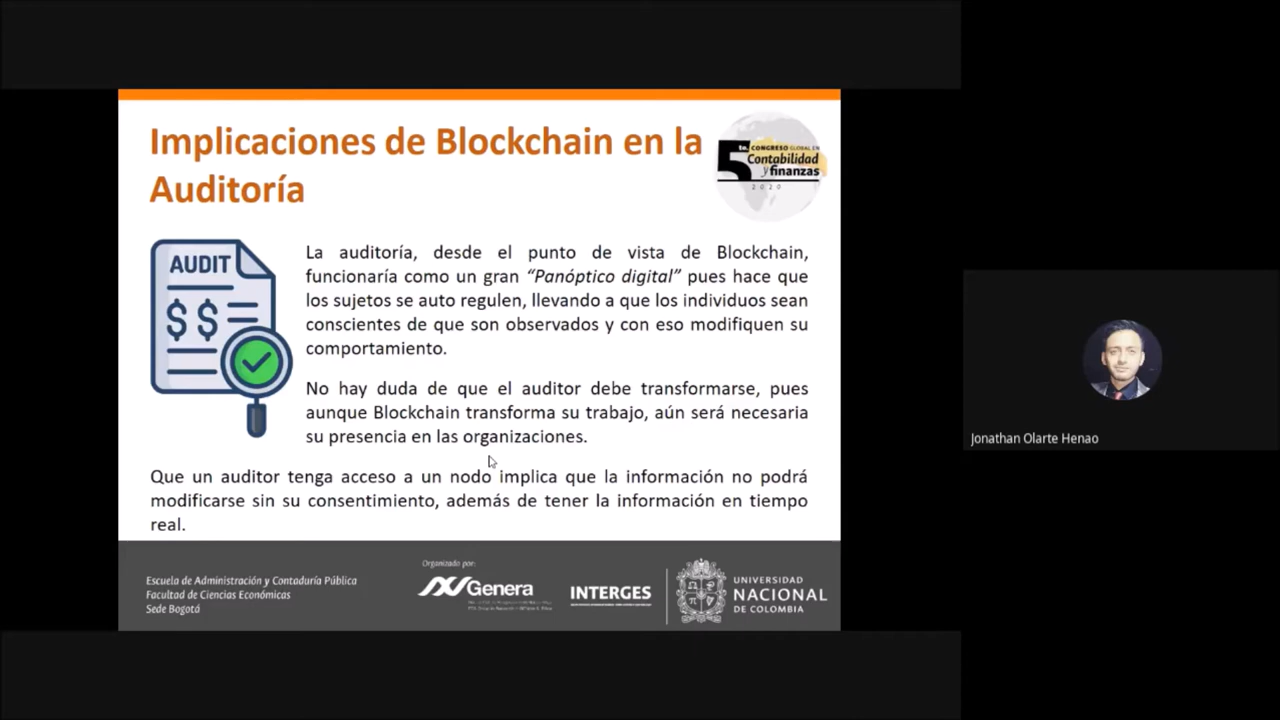 Implicaciones de Blockchain en la
Auditoría
5to. CONGRESO GLOBAL EN
Contabilidad
y finanzas
2020
AUDIT
$$
La auditoría, desde el punto de vista de Blockchain,
funcionaría como un gran “Panóptico digital” pues hace que
los sujetos se auto regulen, llevando a que los individuos sean
conscientes de que son observados y con eso modifiquen su
comportamiento.
No hay duda de que el auditor debe transformarse, pues
aunque Blockchain transforma su trabajo, aún será necesaria
su presencia en las organizaciones.
Que un auditor tenga acceso a un nodo implica que la información no podrá
modificarse sin su consentimiento, además de tener la información en tiempo
real.
Jonathan Olarte Henao
Escuela de Administración y Contaduría Pública
Facultad de Ciencias Económicas
Sede Bogotá
Organizado por:
Genera
INTERGES
UNIVERSIDAD
NACIONAL
DE COLOMBIA